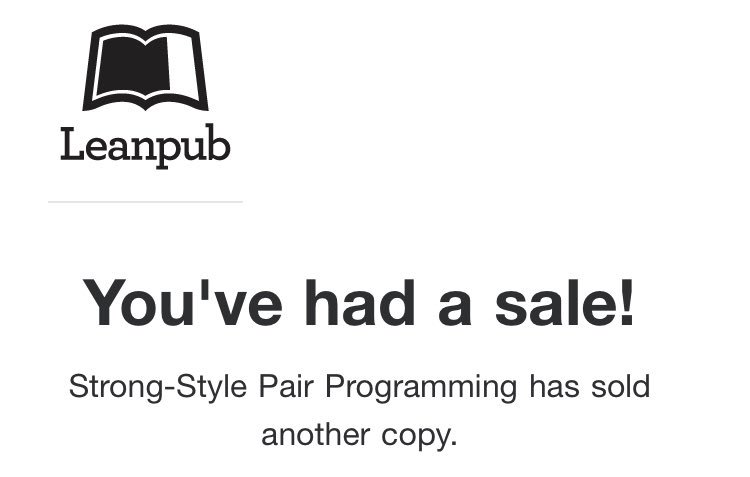 Leanpub
You've had a sale!
Strong-Style Pair Programming has sold
another copy.